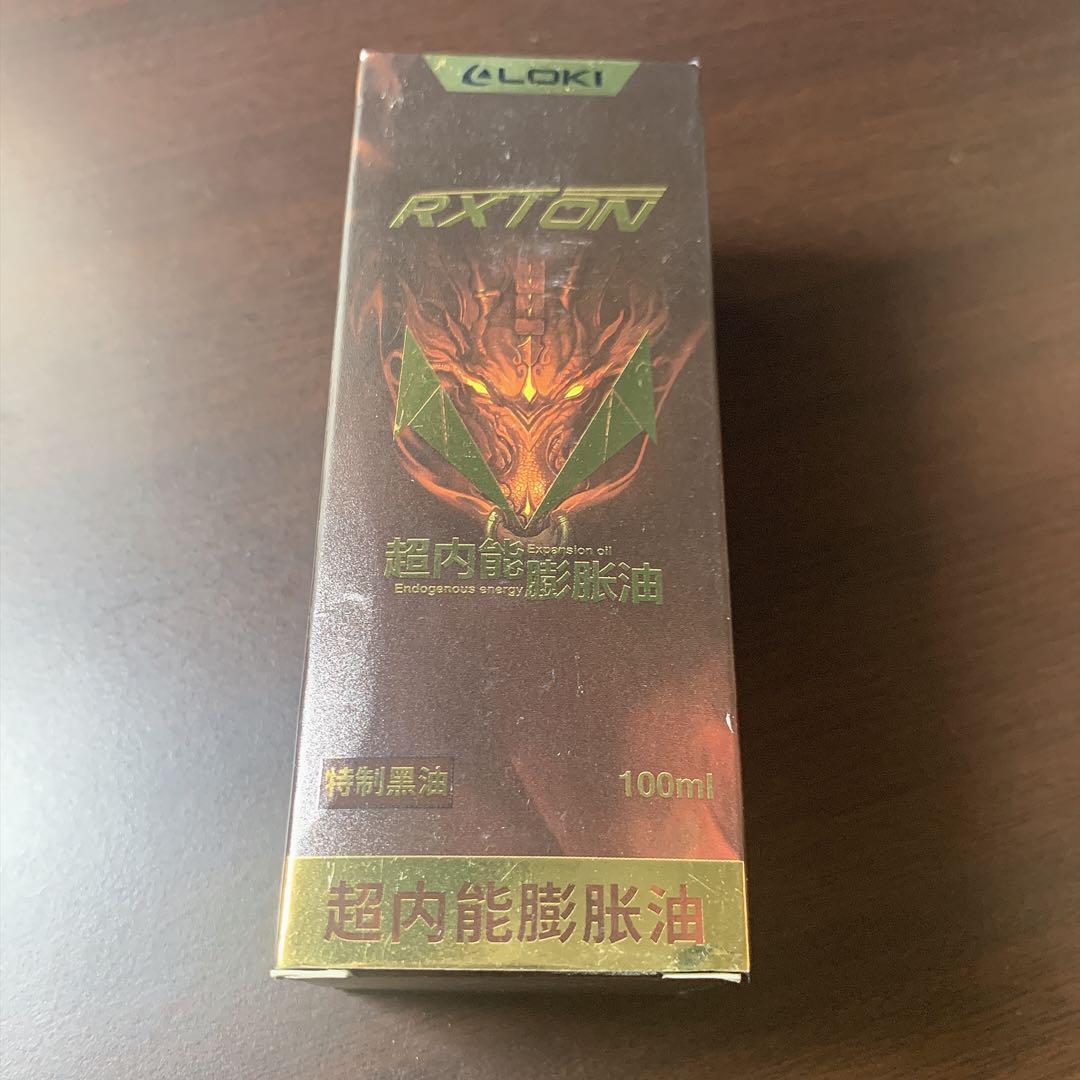 LOKI
RXTON
超内能
Expansion oil
Endogenous energy
膨胀油
特制黑油
100ml
超内能膨胀油